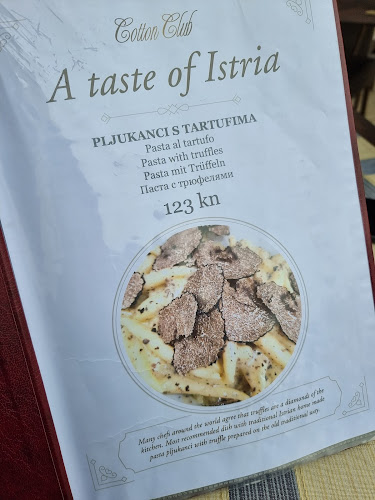 Cotton Club
A taste of Istria
PLJUKANCI S TARTUFIMA
Pasta al tartufo
Pasta with truffles
Pasta mit Trüffeln
Паста с трюфелями
123 kn
Many chefs around the world agree that truffles are a diamonds of the
kitchen. Most recommended dish with traditional Istrian home made
pasta pljukanci with truffle prepared on the old traditional way.